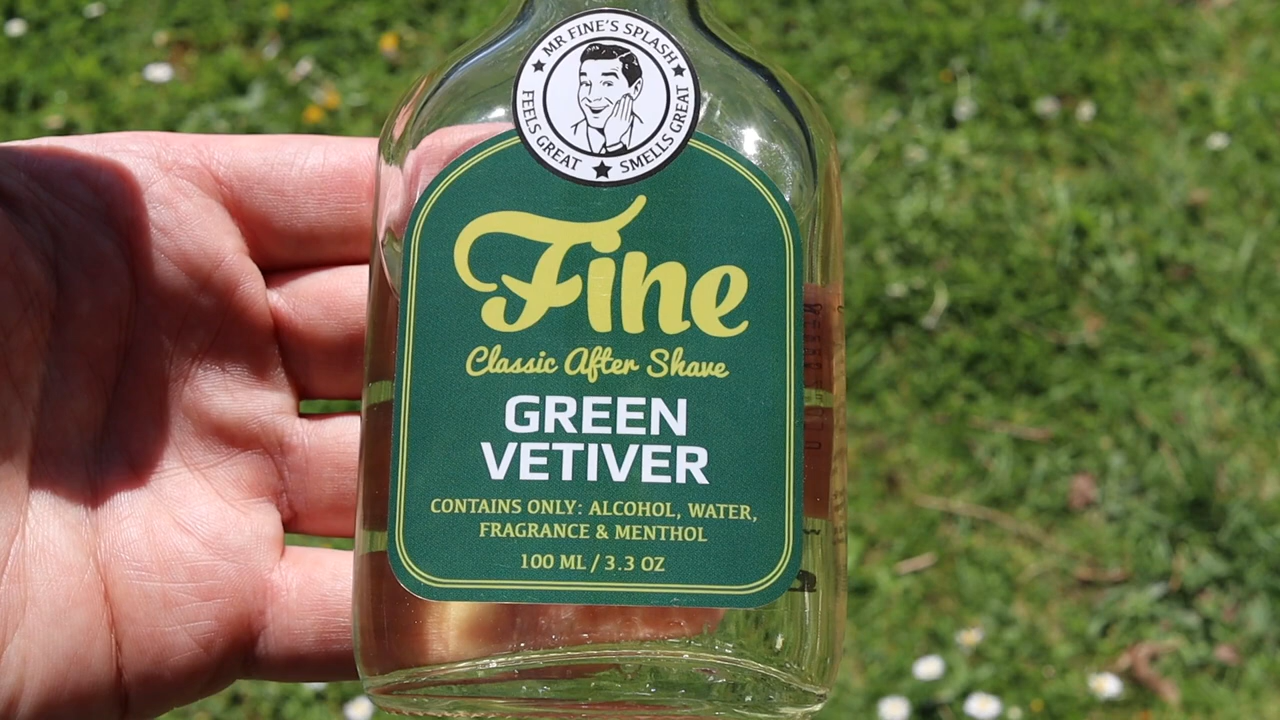 MR FINE'S SPLASH
FEELS GREAT ★ SMELLS GREAT
Fine
Classic After Shave
GREEN
VETIVER
CONTAINS ONLY: ALCOHOL, WATER,
FRAGRANCE & MENTHOL
100 ML / 3.3 OZ